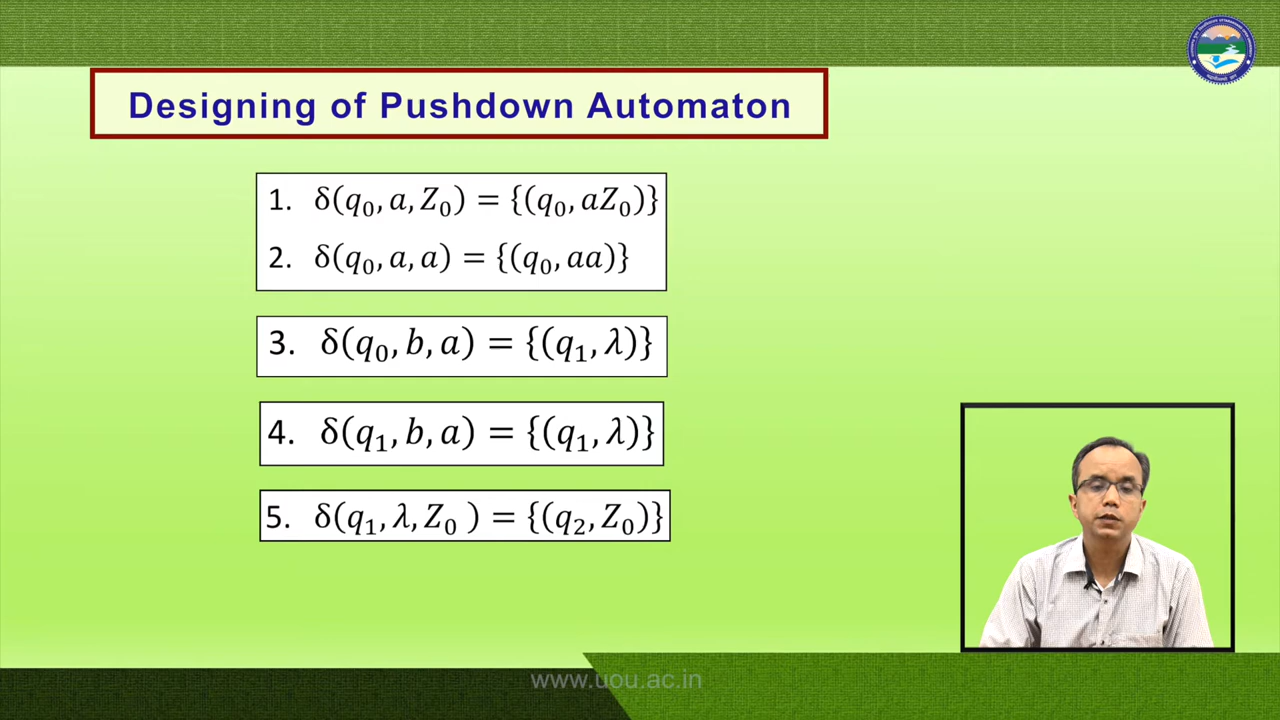 Designing of Pushdown Automaton
1. δ(q₀, a, Z₀) = {(q₀, aZ₀)}
2. δ(q₀, a, a) = {(q₀, aa)}
3. δ(q₀, b, a) = {(q₁, λ)}
4. δ(q₁, b, a) = {(q₁, λ)}
5. δ(q₁, λ, Z₀ ) = {(q₂, Z₀)}
www.uou.ac.in